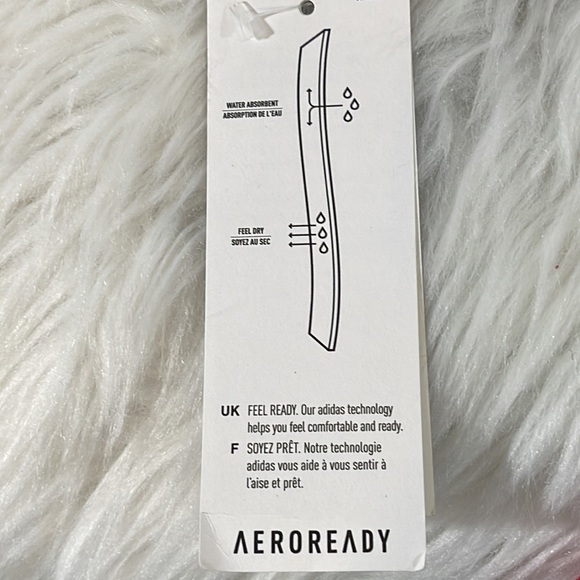 WATER ABSORBENT
ABSORPTION DE L'EAU
FEEL DRY
SOYEZ AU SEC
UK FEEL READY. Our adidas technology
helps you feel comfortable and ready.
F SOYEZ PRÊT. Notre technologie
adidas vous aide à vous sentir à
l'aise et prêt.
AEROREADY